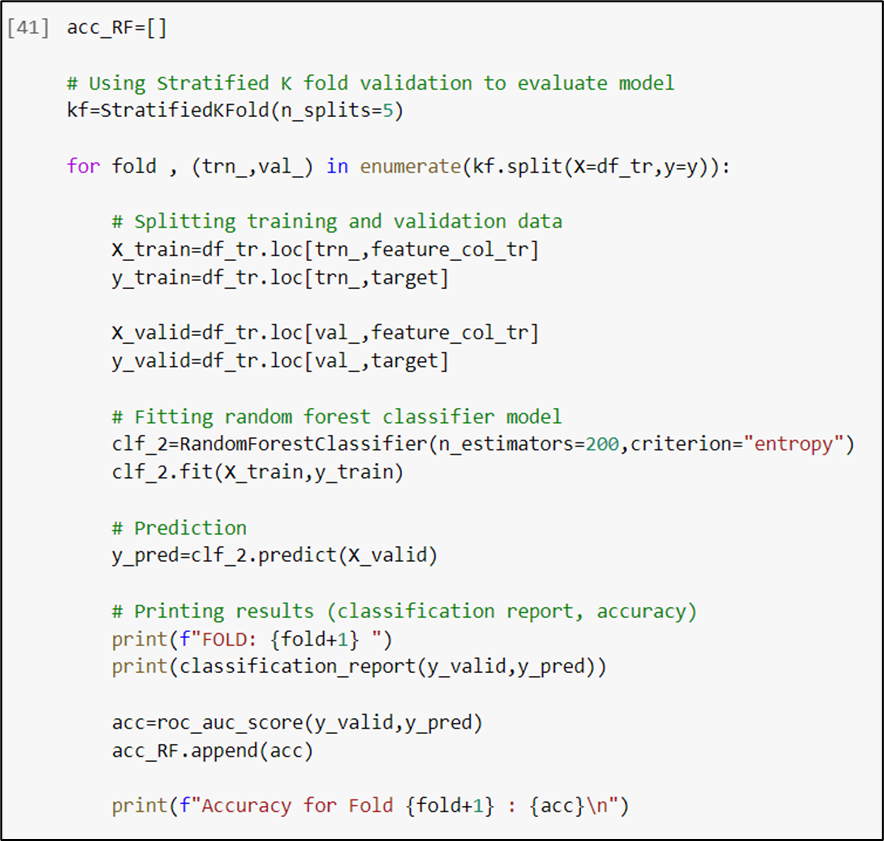 [41] acc_RF=[]
# Using Stratified K fold validation to evaluate model
kf=StratifiedKFold(n_splits=5)
for fold , (trn_,val_) in enumerate(kf.split(X=df_tr,y=y)):
# Splitting training and validation data
X_train=df_tr.loc[trn_,feature_col_tr]
y_train=df_tr.loc[trn_,target]
X_valid=df_tr.loc[val_,feature_col_tr]
y_valid=df_tr.loc[val_,target]
# Fitting random forest classifier model
clf_2=RandomForestClassifier(n_estimators=200,criterion="entropy")
clf_2.fit(X_train,y_train)
# Prediction
y_pred=clf_2.predict(X_valid)
# Printing results (classification report, accuracy)
print(f"FOLD: {fold+1} ")
print(classification_report(y_valid,y_pred))
acc=roc_auc_score(y_valid,y_pred)
acc_RF.append(acc)
print(f"Accuracy for Fold {fold+1} : {acc}\n")